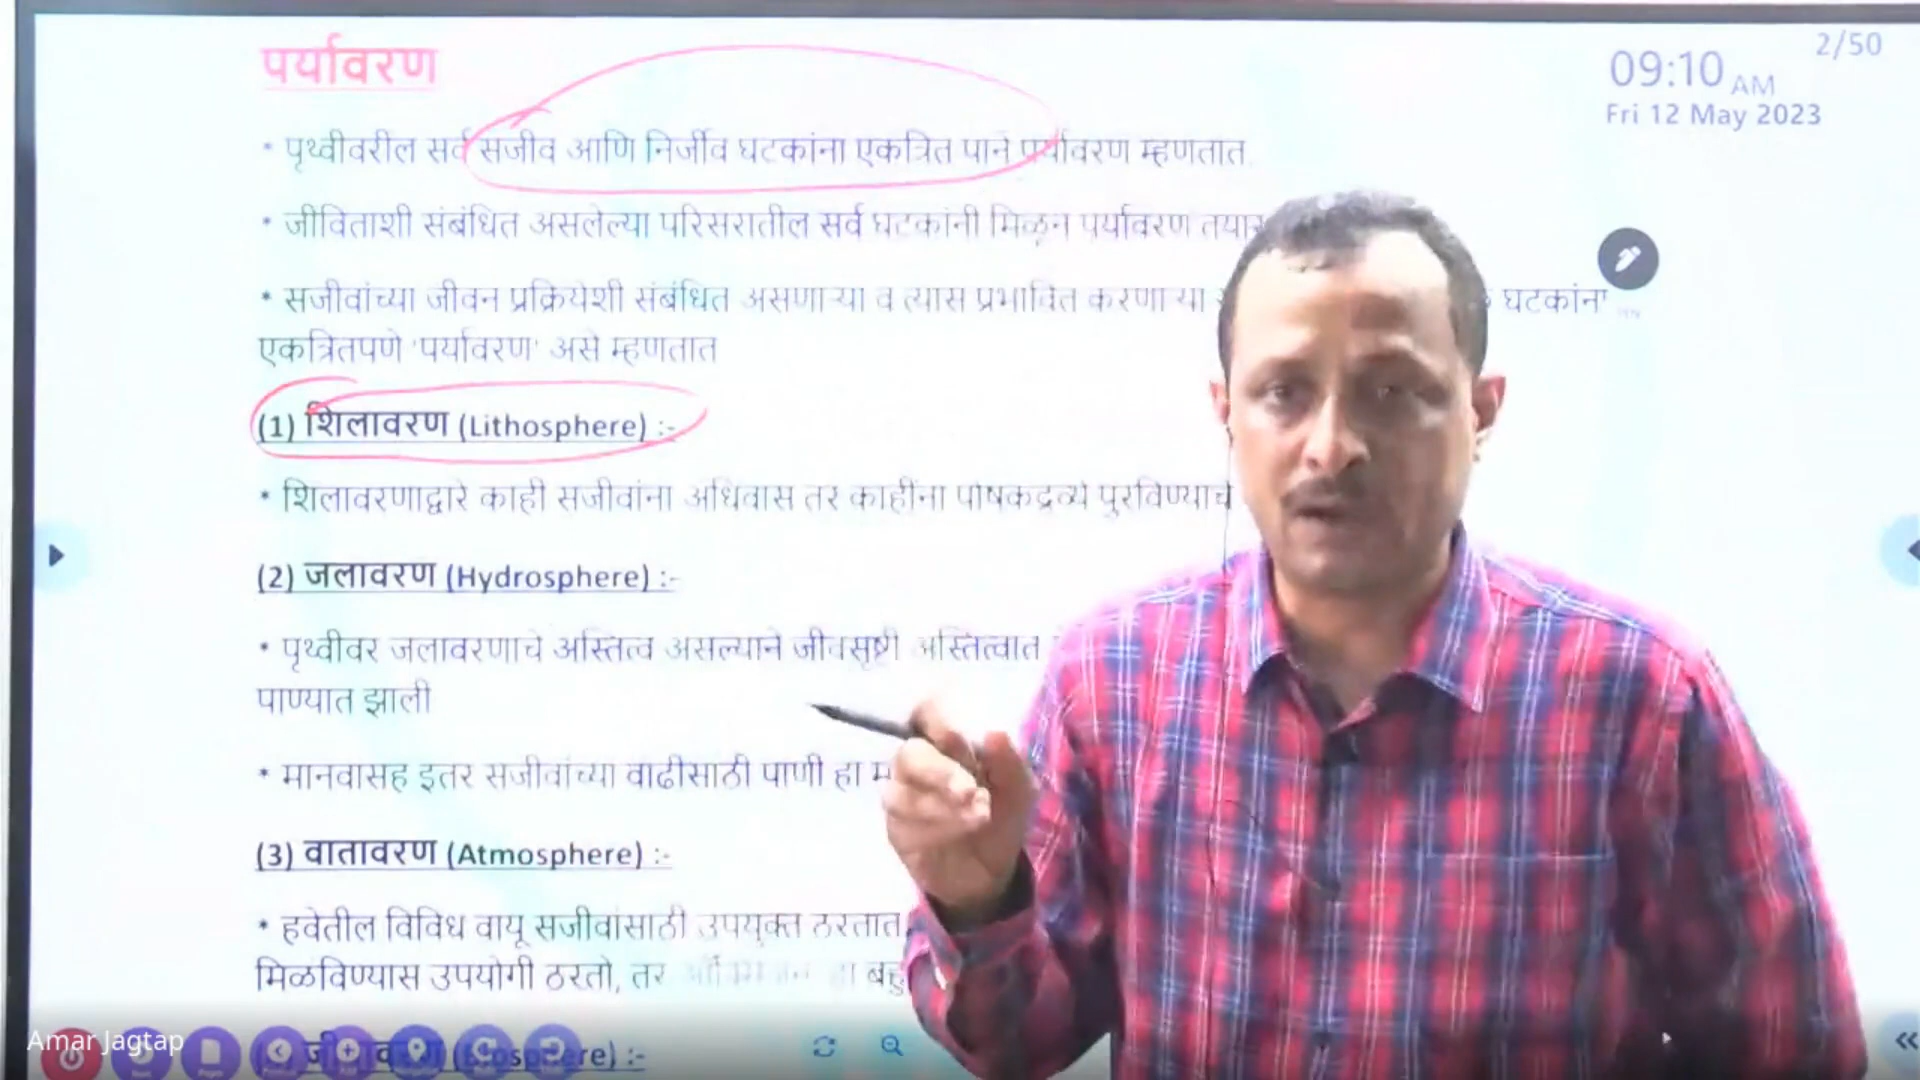 पर्यावरण
2/50
09:10 AM
Fri 12 May 2023
* पृथ्वीवरील सर्व सजीव आणि निर्जीव घटकांना एकत्रित पाने पर्यावरण म्हणतात.
* जीविताशी संबंधित असलेल्या परिसरातील सर्व घटकांनी मिळून पर्यावरण तयार
* सजीवांच्या जीवन प्रक्रियेशी संबंधित असणाऱ्या व त्यास प्रभावित करणाऱ्या घटकांना
एकत्रितपणे 'पर्यावरण' असे म्हणतात
(1) शिलावरण (Lithosphere) :-
* शिलावरणाद्वारे काही सजीवांना अधिवास तर काहींना पोषकद्रव्ये पुरविण्याचे
(2) जलावरण (Hydrosphere) :-
* पृथ्वीवर जलावरणाचे अस्तित्व असल्याने जीवसृष्टी अस्तित्वात
पाण्यात झाली
* मानवासह इतर सजीवांच्या वाढीसाठी पाणी हा
(3) वातावरण (Atmosphere) :-
* हवेतील विविध वायू सजीवांसाठी उपयुक्त ठरतात.
मिळविण्यास उपयोगी ठरतो, तर हा बहु
Amar Jagtap